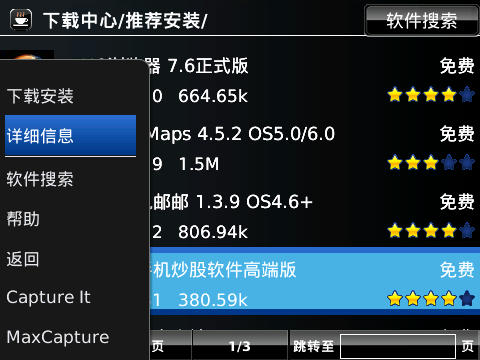 下载中心/推荐安装/
软件搜索
器 7.6正式版
免费
0 664.65k
Maps 4.5.2 OS5.0/6.0
免费
9 1.5M
邮邮 1.3.9 OS4.6+
免费
2 806.94k
机炒股软件高端版
免费
1 380.59k
下载安装
详细信息
软件搜索
帮助
返回
Capture It
MaxCapture
页
1/3
跳转至
页